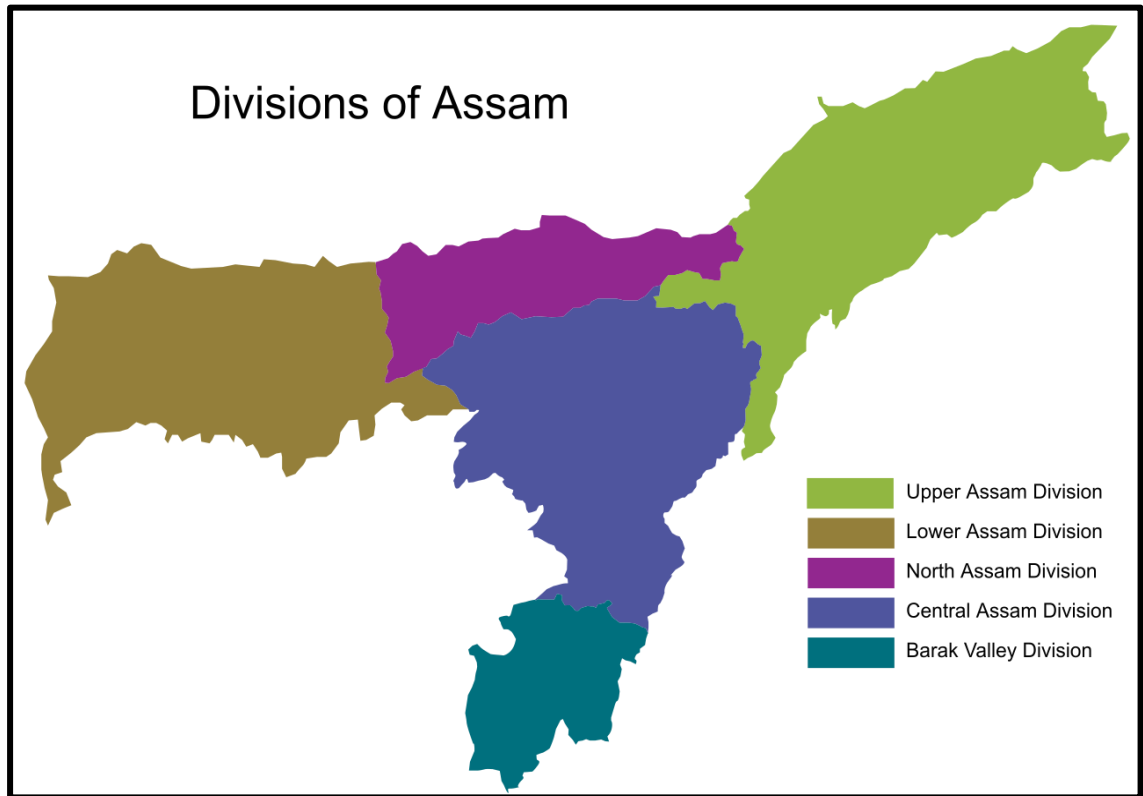 Divisions of Assam
Upper Assam Division
Lower Assam Division
North Assam Division
Central Assam Division
Barak Valley Division